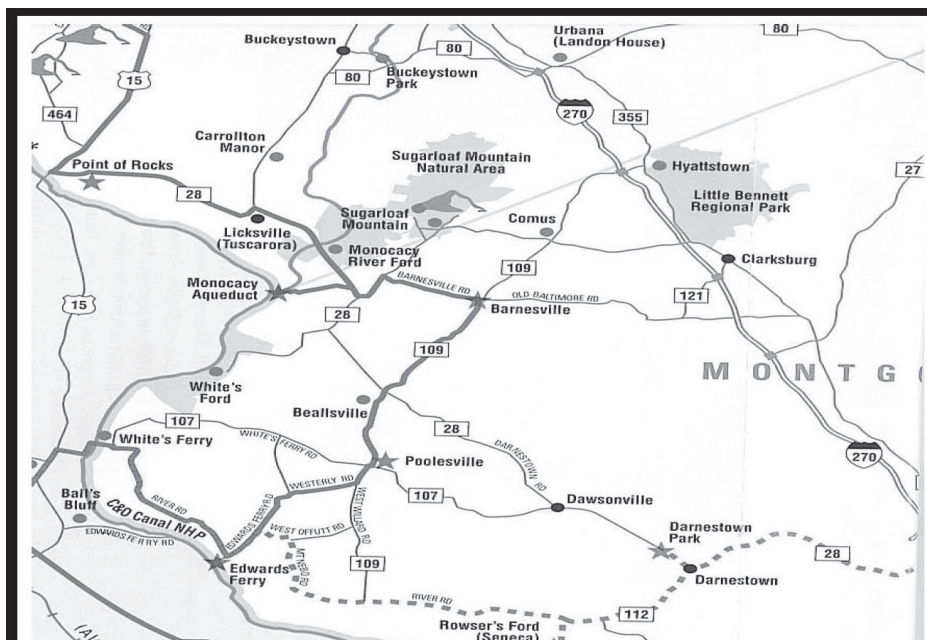 Buckeystown
80
Urbana
(Landon House)
80
15
80
Buckeystown
Park
464
270
355
Carrollton
Manor
Sugarloaf Mountain
Natural Area
Hyattstown
27
Point of Rocks
28
Little Bennett
Regional Park
Licksville
(Tuscarora)
Sugarloaf
Mountain
Comus
Monocacy
River Ford
Clarksburg
Monocacy
Aqueduct
BARNESVILLE RD
109
OLD BALTIMORE RD
121
15
28
Barnesville
109
MONTG
White's
Ford
Beallsville
107
28
WHITE'S FERRY RD
DARNESTOWN RD
White's Ferry
270
Poolesville
WESTERLY RD
107
Ball's
Bluff
RIVER RD
C&O Canal NHP
EDWARDS FERRY RD
WEST WILLARD RD
Dawsonville
EDWARDS FERRY RD
WEST OFFUTT RD
Darnestown
Park
28
MT NEBO RD
109
Edwards
Ferry
Darnestown
RIVER RD
112
Rowser's Ford
(Seneca)